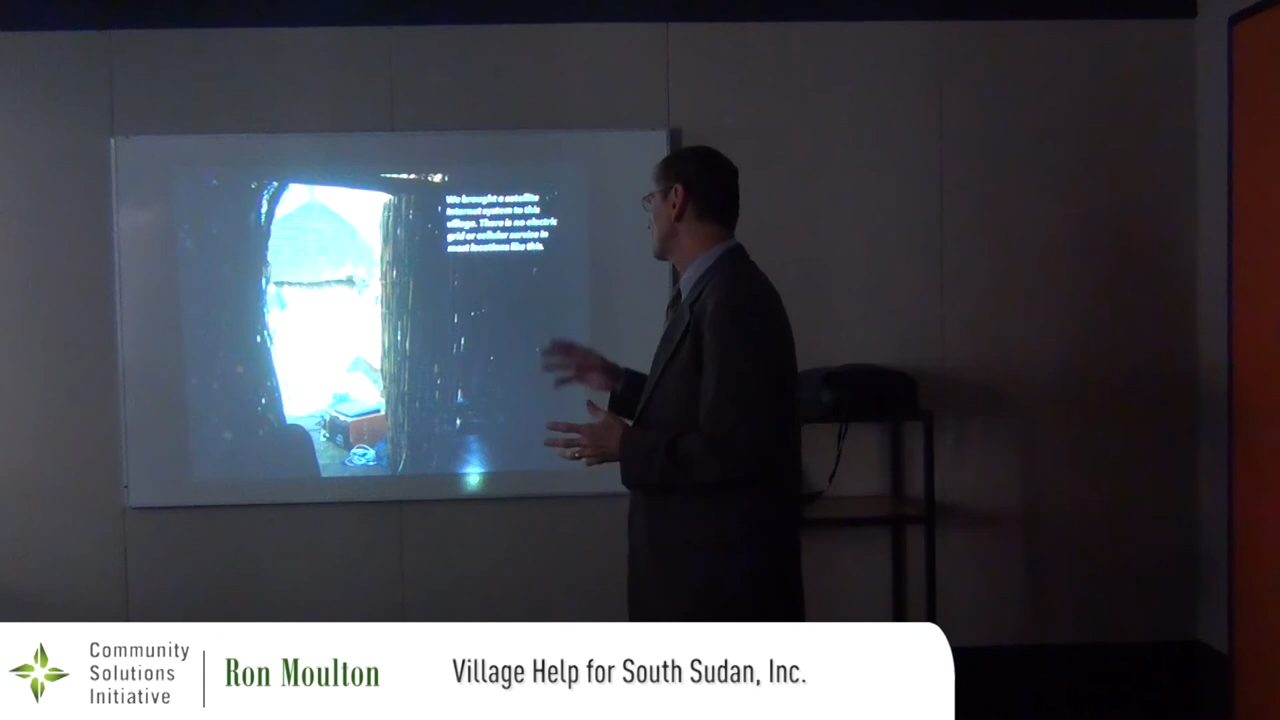 We brought a satellite
internet system to this
village. There is no electric
grid or cellular service in
most locations like this.
Community
Solutions
Initiative
Ron Moulton
Village Help for South Sudan, Inc.